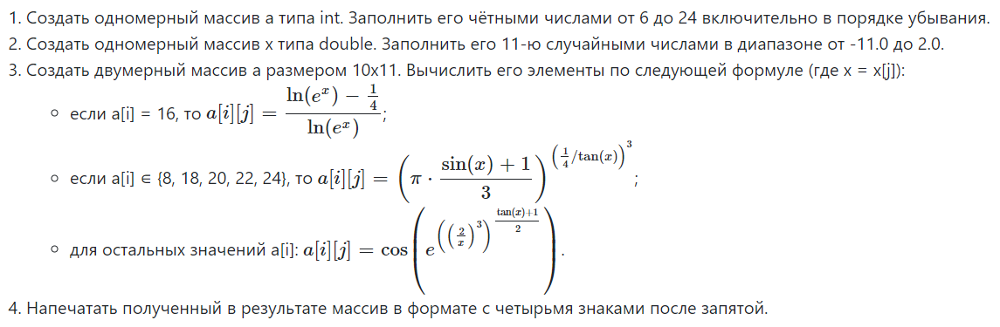 1. Создать одномерный массив a типа int. Заполнить его чётными числами от 6 до 24 включительно в порядке убывания.
2. Создать одномерный массив x типа double. Заполнить его 11-ю случайными числами в диапазоне от -11.0 до 2.0.
3. Создать двумерный массив a размером 10x11. Вычислить его элементы по следующей формуле (где x = x[j]):
○ если a[i] = 16, то $a[i][j] = \frac{\ln(e^x) - \frac{1}{4}}{\ln(e^x)}$;
○ если a[i] ∈ {8, 18, 20, 22, 24}, то $a[i][j] = \left(\pi \cdot \frac{\sin(x)+1}{3}\right)^{\left(\frac{1}{4}/\tan(x)\right)^3}$;
○ для остальных значений a[i]: $a[i][j] = \cos\left(e^{\left(\left(\frac{2}{x}\right)^3\right)^{\frac{\tan(x)+1}{2}}}\right)$.
4. Напечатать полученный в результате массив в формате с четырьмя знаками после запятой.